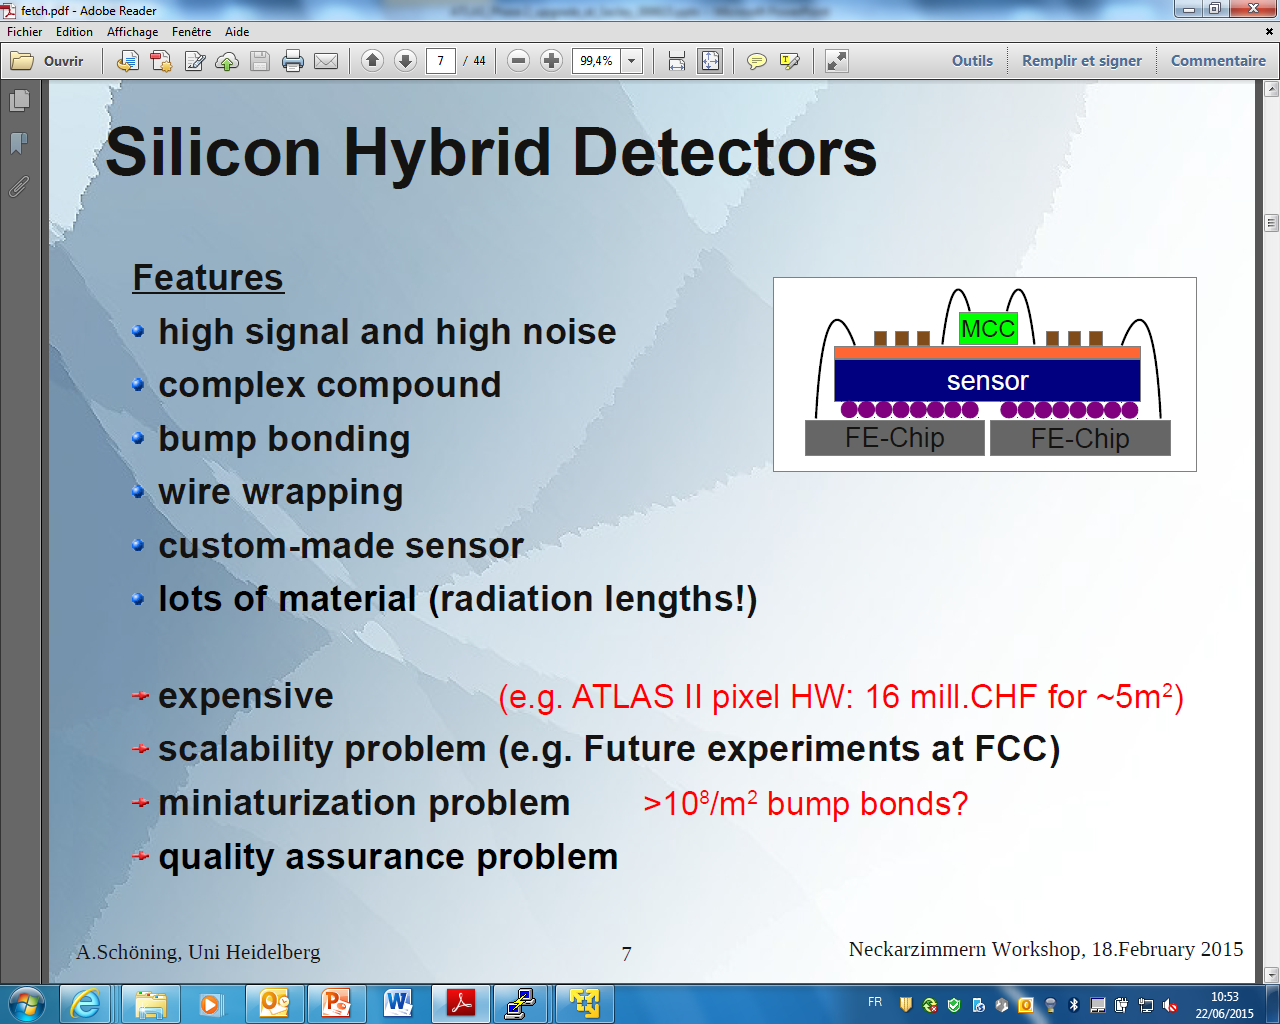 fetch.pdf - Adobe Reader
Fichier Edition Affichage Fenêtre Aide
Ouvrir 7 / 44 99,4% Outils Remplir et signer Commentaire
Silicon Hybrid Detectors
Features
high signal and high noise
complex compound
bump bonding
wire wrapping
custom-made sensor
lots of material (radiation lengths!)
MCC
sensor
FE-Chip FE-Chip
expensive (e.g. ATLAS II pixel HW: 16 mill.CHF for ~5m²)
scalability problem (e.g. Future experiments at FCC)
miniaturization problem >10⁸/m² bump bonds?
quality assurance problem
A.Schöning, Uni Heidelberg 7 Neckarzimmern Workshop, 18.February 2015
FR 10:53
22/06/2015